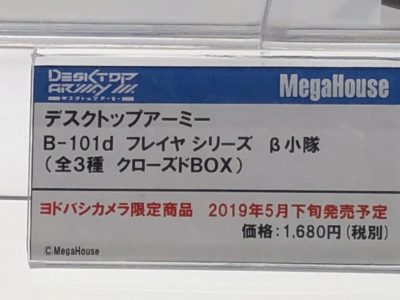 DESKTOP
ARMY
デスクトップアーミー
MegaHouse
デスクトップアーミー
B-101d フレイヤ シリーズ β小隊
（全3種 クローズドBOX）
ヨドバシカメラ限定商品 2019年5月下旬発売予定
価格：1,680円（税別）
©MegaHouse